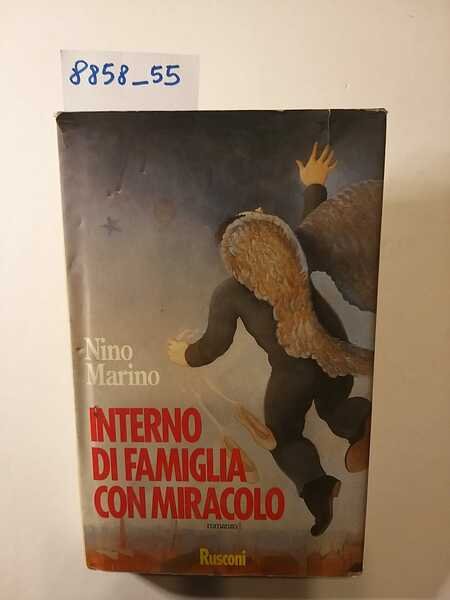 8858_55
Nino
Marino
INTERNO
DI FAMIGLIA
CON MIRACOLO
romanzo
Rusconi